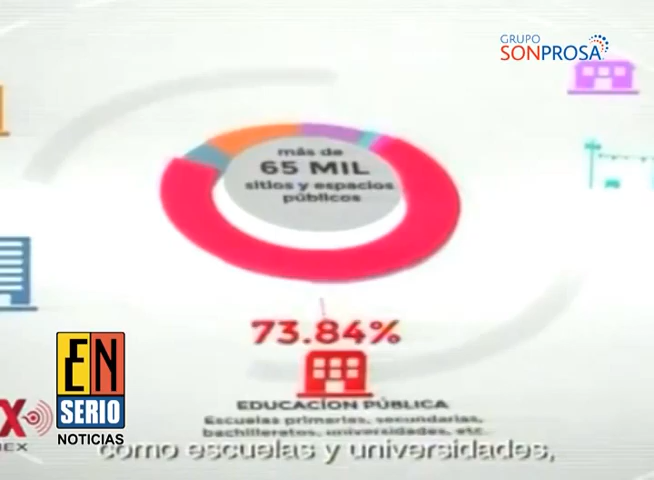 GRUPO
SONPROSA
más de
65 MIL
sitios y espacios
públicos
73.84%
EDUCACIÓN PÚBLICA
Escuelas primarias, secundarias,
bachilleratos, universidades, etc.
como escuelas y universidades,
EN
SERIO
NOTICIAS
X
EX